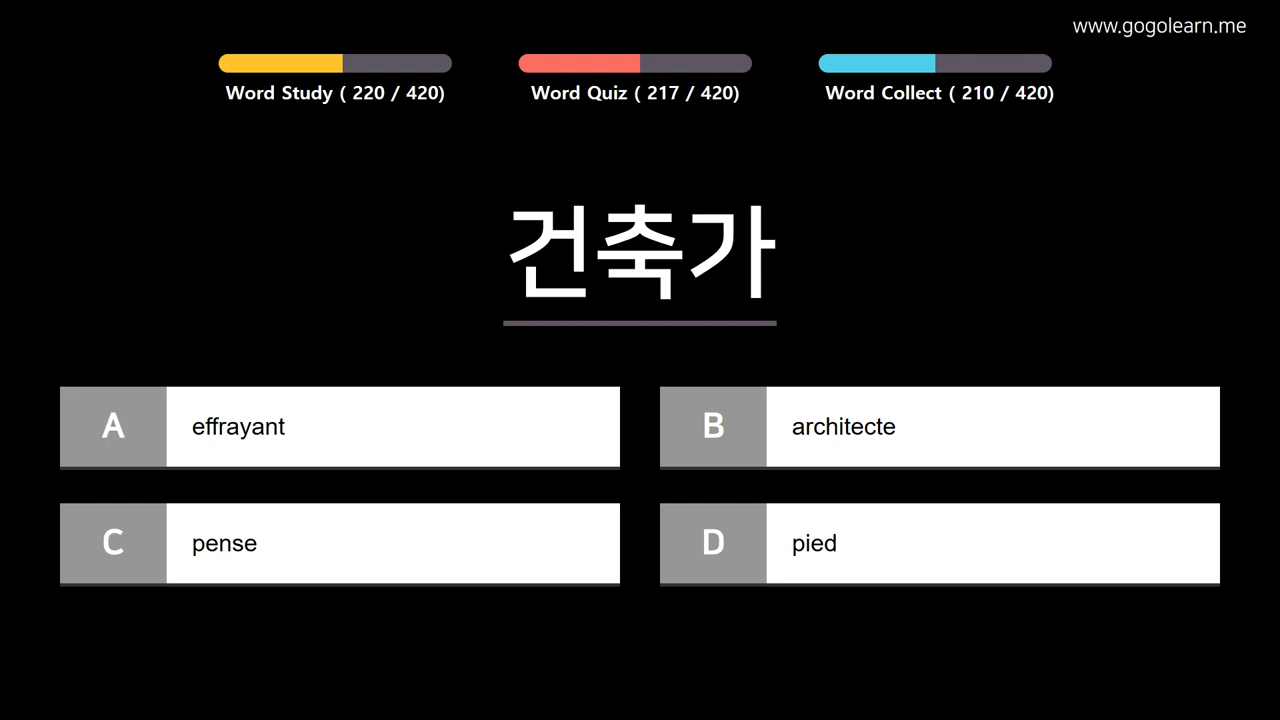 www.gogolearn.me
Word Study ( 220 / 420)
Word Quiz ( 217 / 420)
Word Collect ( 210 / 420)
건축가
A effrayant
B architecte
C pense
D pied